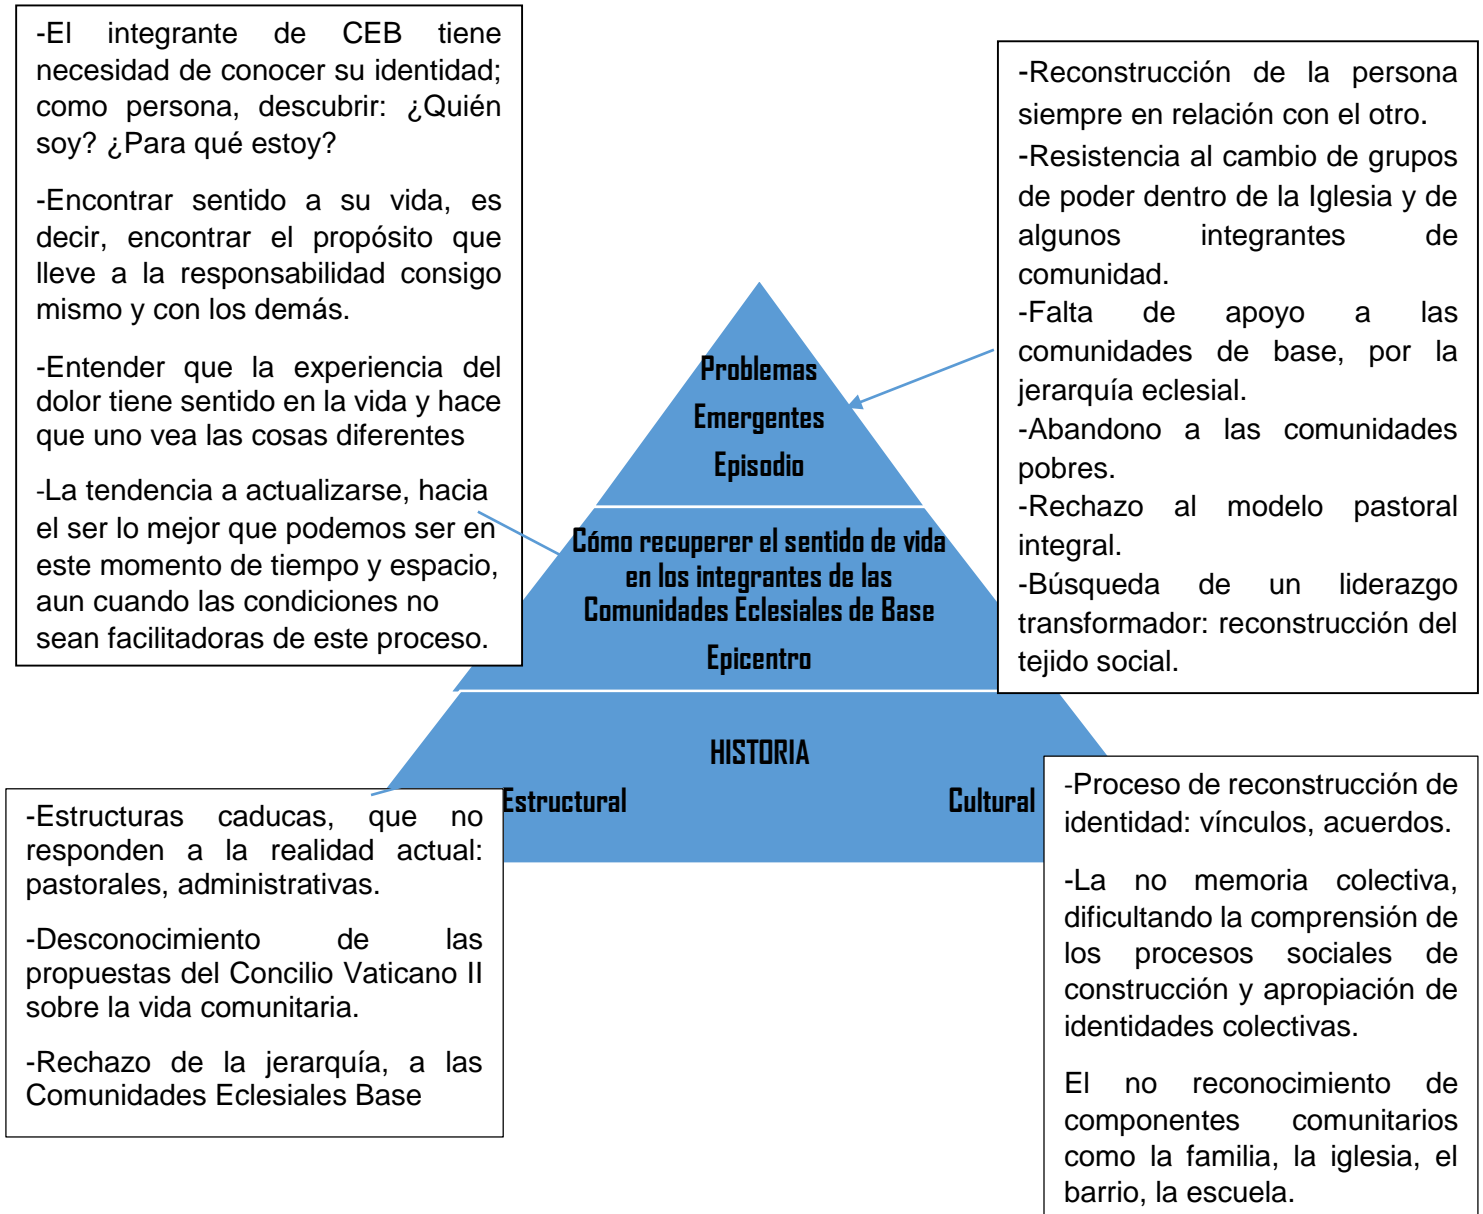 -El integrante de CEB tiene
necesidad de conocer su identidad;
como persona, descubrir: ¿Quién
soy? ¿Para qué estoy?
-Encontrar sentido a su vida, es
decir, encontrar el propósito que
lleve a la responsabilidad consigo
mismo y con los demás.
-Entender que la experiencia del
dolor tiene sentido en la vida y hace
que uno vea las cosas diferentes
-La tendencia a actualizarse, hacia
el ser lo mejor que podemos ser en
este momento de tiempo y espacio,
aun cuando las condiciones no
sean facilitadoras de este proceso.
-Reconstrucción de la persona
siempre en relación con el otro.
-Resistencia al cambio de grupos
de poder dentro de la Iglesia y de
algunos integrantes de
comunidad.
-Falta de apoyo a las
comunidades de base, por la
jerarquía eclesial.
-Abandono a las comunidades
pobres.
-Rechazo al modelo pastoral
integral.
-Búsqueda de un liderazgo
transformador: reconstrucción del
tejido social.
Problemas
Emergentes
Episodio
Cómo recuperer el sentido de vida
en los integrantes de las
Comunidades Eclesiales de Base
Epicentro
HISTORIA
Estructural Cultural
-Estructuras caducas, que no
responden a la realidad actual:
pastorales, administrativas.
-Desconocimiento de las
propuestas del Concilio Vaticano II
sobre la vida comunitaria.
-Rechazo de la jerarquía, a las
Comunidades Eclesiales Base
-Proceso de reconstrucción de
identidad: vínculos, acuerdos.
-La no memoria colectiva,
dificultando la comprensión de
los procesos sociales de
construcción y apropiación de
identidades colectivas.
El no reconocimiento de
componentes comunitarios
como la familia, la iglesia, el
barrio, la escuela.